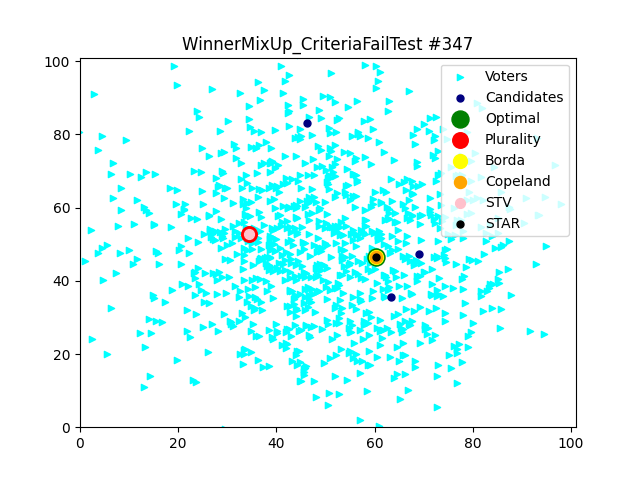 WinnerMixUp_CriteriaFailTest #347
100
80
60
40
20
0
0 20 40 60 80 100
Voters
Candidates
Optimal
Plurality
Borda
Copeland
STV
STAR